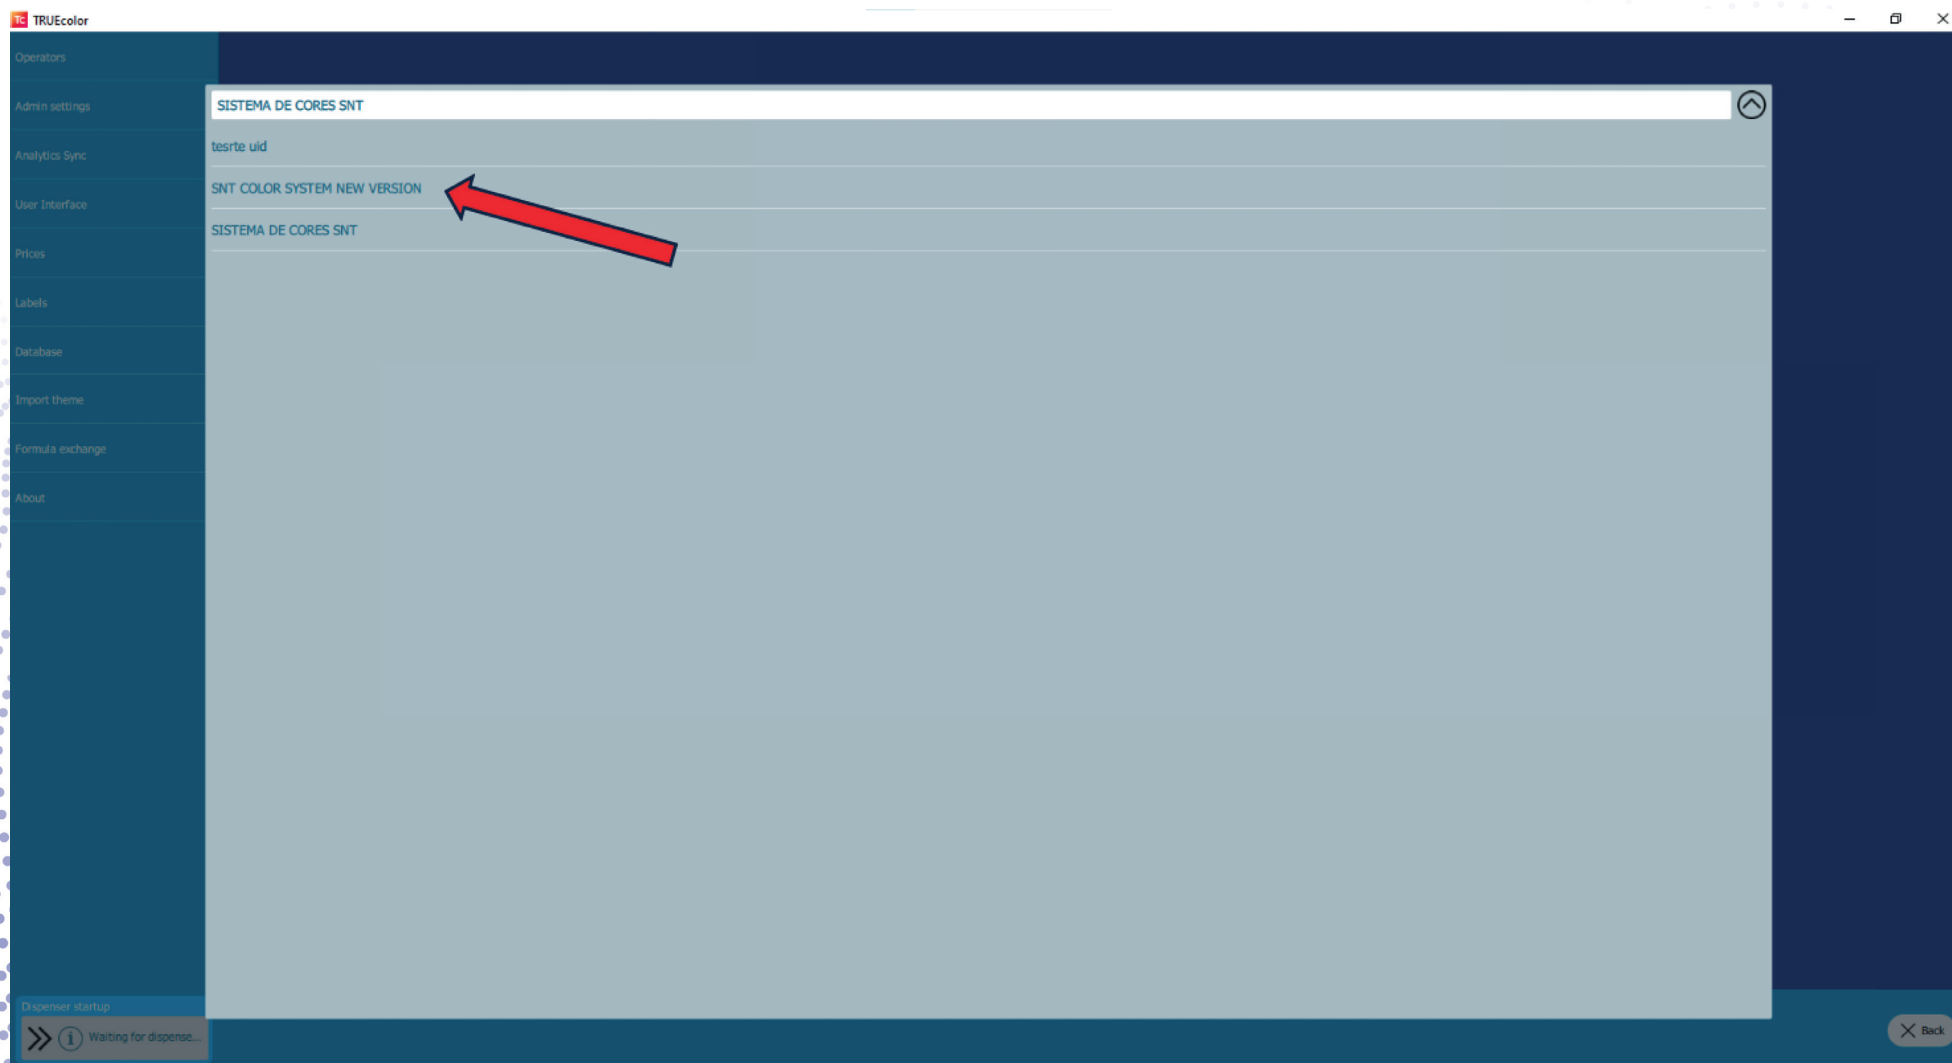 Tc TRUEcolor
Operators
Admin settings
Analytics Sync
User Interface
Prices
Labels
Database
Import theme
Formula exchange
About
SISTEMA DE CORES SNT
tesrte uid
SNT COLOR SYSTEM NEW VERSION
SISTEMA DE CORES SNT
Dispenser startup
i Waiting for dispense...
Back